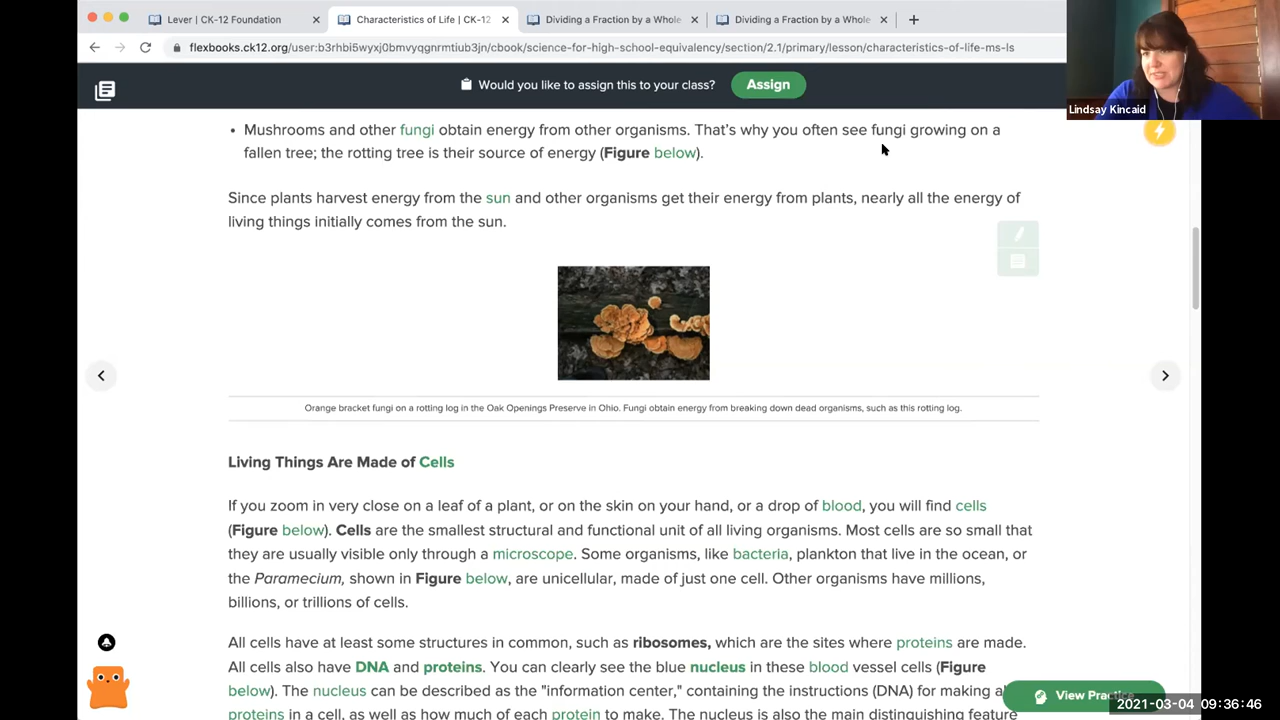 Lever | CK-12 Foundation
Characteristics of Life | CK-12
Dividing a Fraction by a Whole
Dividing a Fraction by a Whole
flexbooks.ck12.org/user:b3rhbi5wyxj0bmvyqgnrmtiub3jn/cbook/science-for-high-school-equivalency/section/2.1/primary/lesson/characteristics-of-life-ms-ls
Would you like to assign this to your class? Assign
Lindsay Kincaid
• Mushrooms and other fungi obtain energy from other organisms. That's why you often see fungi growing on a
fallen tree; the rotting tree is their source of energy (Figure below).
Since plants harvest energy from the sun and other organisms get their energy from plants, nearly all the energy of
living things initially comes from the sun.
Orange bracket fungi on a rotting log in the Oak Openings Preserve in Ohio. Fungi obtain energy from breaking down dead organisms, such as this rotting log.
Living Things Are Made of Cells
If you zoom in very close on a leaf of a plant, or on the skin on your hand, or a drop of blood, you will find cells
(Figure below). Cells are the smallest structural and functional unit of all living organisms. Most cells are so small that
they are usually visible only through a microscope. Some organisms, like bacteria, plankton that live in the ocean, or
the Paramecium, shown in Figure below, are unicellular, made of just one cell. Other organisms have millions,
billions, or trillions of cells.
All cells have at least some structures in common, such as ribosomes, which are the sites where proteins are made.
All cells also have DNA and proteins. You can clearly see the blue nucleus in these blood vessel cells (Figure
below). The nucleus can be described as the "information center," containing the instructions (DNA) for making
View Practice
2021-03-04 09:36:46
proteins in a cell, as well as how much of each protein to make. The nucleus is also the main distinguishing feature